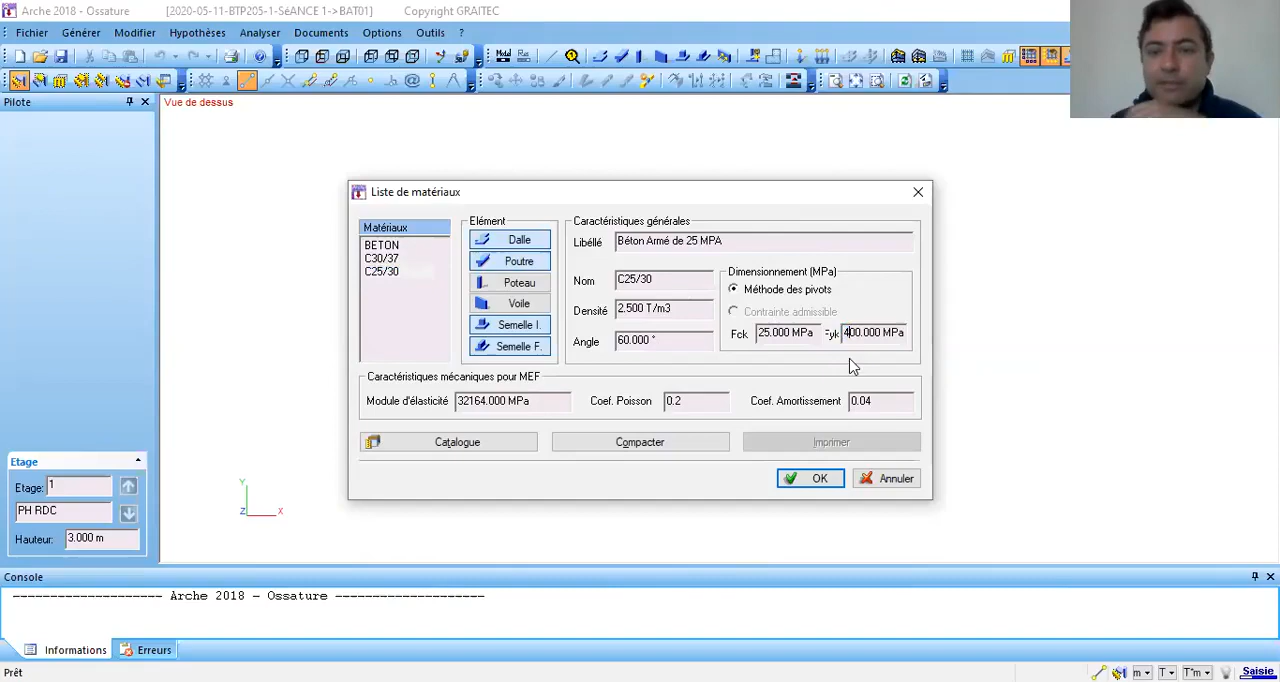 Arche 2018 - Ossature [2020-05-11-BTP205-1-SéANCE 1->BAT01] Copyright GRAITEC
Fichier Générer Modifier Hypothèses Analyser Documents Options Outils ?
Pilote
Vue de dessus
Liste de matériaux
Matériaux
BETON
C30/37
C25/30
Elément
Dalle
Poutre
Poteau
Voile
Semelle I.
Semelle F.
Caractéristiques générales
Libéllé Béton Armé de 25 MPA
Nom C25/30
Densité 2.500 T/m3
Angle 60.000 °
Dimensionnement (MPa)
Méthode des pivots
Contrainte admissible
Fck 25.000 MPa Fyk 400.000 MPa
Caractéristiques mécaniques pour MEF
Module d'élasticité 32164.000 MPa Coef. Poisson 0.2 Coef. Amortissement 0.04
Catalogue Compacter Imprimer
OK Annuler
Etage
Etage: 1
PH RDC
Hauteur: 3.000 m
Y
Z X
Console
-------------------- Arche 2018 - Ossature --------------------
Informations Erreurs
Prêt
m T T*m Saisie